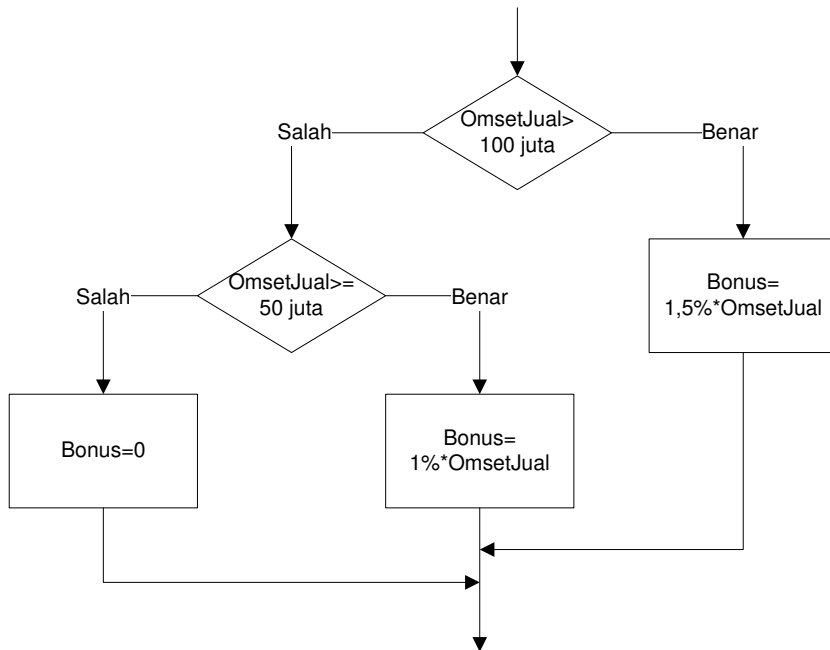 OmsetJual>
100 juta
Salah
Benar
OmsetJual>=
50 juta
Salah
Benar
Bonus=
1,5%*OmsetJual
Bonus=0
Bonus=
1%*OmsetJual